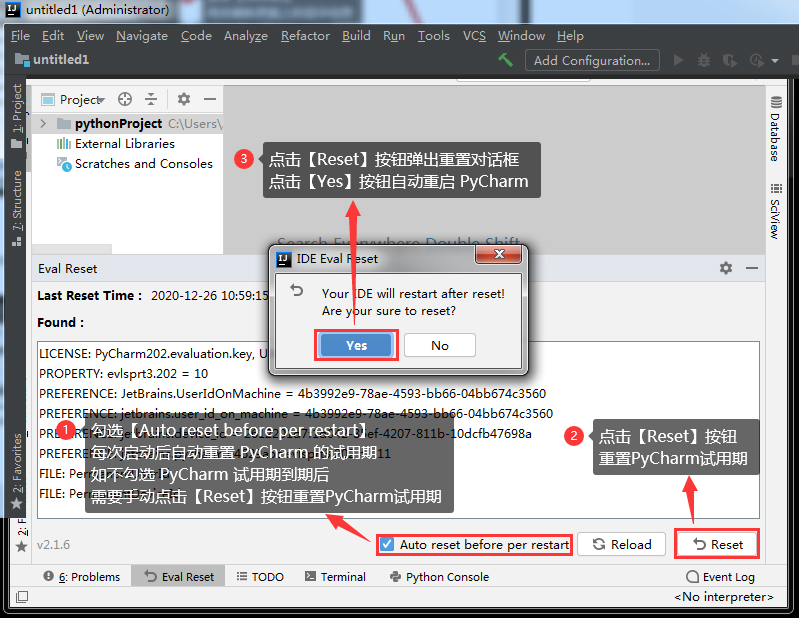 untitled1 (Administrator)
File Edit View Navigate Code Analyze Refactor Build Run Tools VCS Window Help
untitled1
Add Configuration...
1: Project
Project
pythonProject C:\Users\
External Libraries
Scratches and Consoles
7: Structure
2: Favorites
Database
SciView
3
点击【Reset】按钮弹出重置对话框
点击【Yes】按钮自动重启 PyCharm
Search Everywhere Double Shift
IDE Eval Reset
Your IDE will restart after reset!
Are your sure to reset?
Yes
No
Eval Reset
Last Reset Time : 2020-12-26 10:59:15
Found :
LICENSE: PyCharm202.evaluation.key,
PROPERTY: evlsprt3.202 = 10
PREFERENCE: JetBrains.UserIdOnMachine = 4b3992e9-78ae-4593-bb66-04bb674c3560
PREFERENCE: jetbrains.user_id_on_machine = 4b3992e9-78ae-4593-bb66-04bb674c3560
-4207-811b-10dcfb47698a
FILE:
FILE:
1
勾选【Auto reset before per restart】
每次启动后自动重置 PyCharm 的试用期
如不勾选 PyCharm 试用期到期后
需要手动点击【Reset】按钮重置PyCharm试用期
2
点击【Reset】按钮
重置PyCharm试用期
v2.1.6
Auto reset before per restart
Reload
Reset
6: Problems
Eval Reset
TODO
Terminal
Python Console
Event Log
<No interpreter>